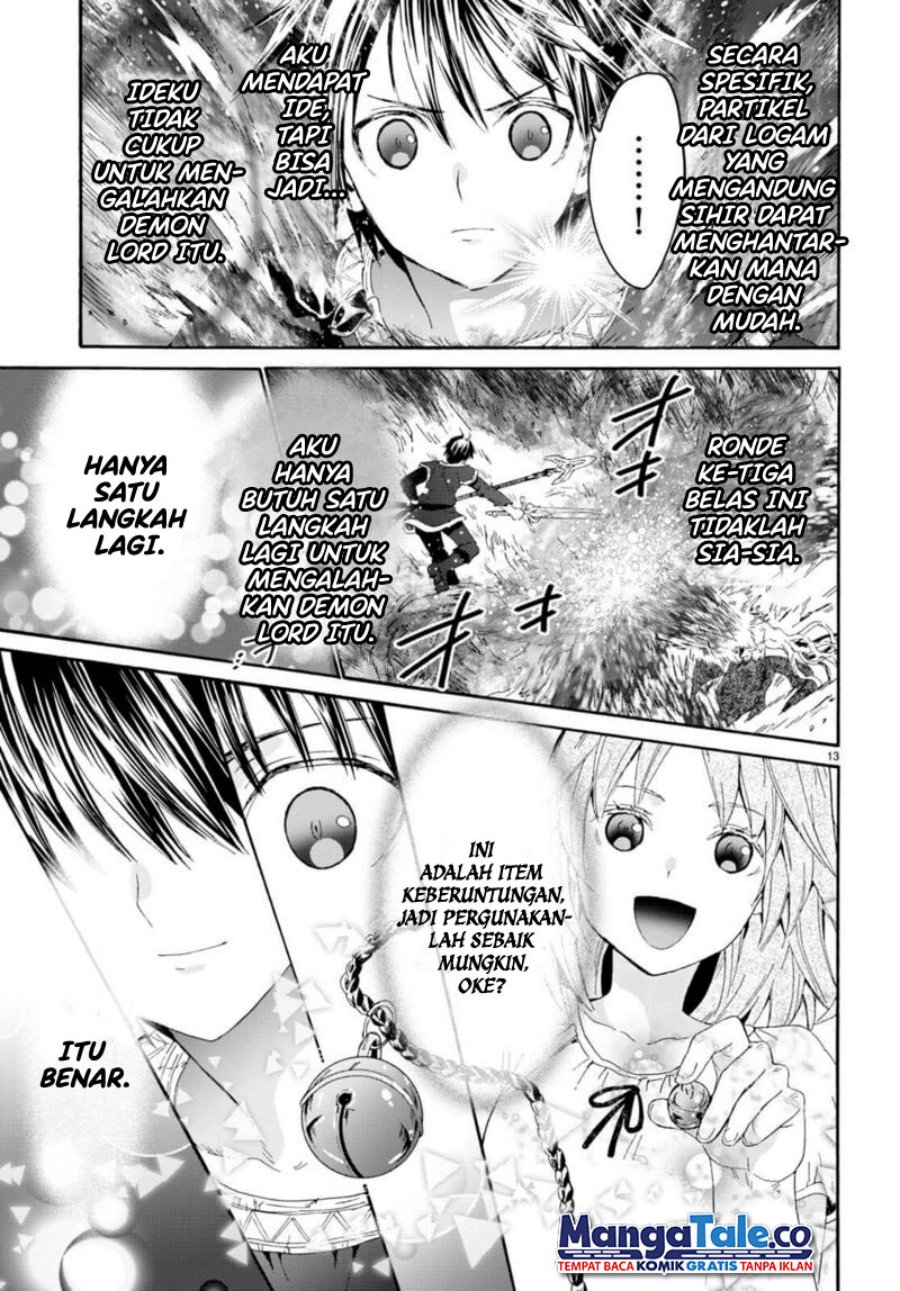 SECARA
SPESIFIK,
PARTIKEL
DARI LOGAM
YANG
MENGANDUNG
SIHIR DAPAT
MENGHANTAR-
KAN MANA
DENGAN
MUDAH.
.......!
AKU
MENDAPAT
IDE,
TAPI
BISA
JADI...
IDEKU
TIDAK
CUKUP
UNTUK MEN-
GALAHKAN
DEMON
LORD ITU.
RONDE
KE-TIGA
BELAS INI
TIDAKLAH
SIA-SIA.
AKU
HANYA
BUTUH SATU
LANGKAH
LAGI UNTUK
MENGALAH-
KAN DEMON
LORD ITU.
HANYA
SATU
LANGKAH
LAGI.
13
INI
ADALAH ITEM
KEBERUNTUNGAN,
JADI PERGUNAKAN-
LAH SEBAIK
MUNGKIN,
OKE?
ITU
BENAR.
MangaTale.co
TEMPAT BACA KOMIK GRATIS TANPA IKLAN